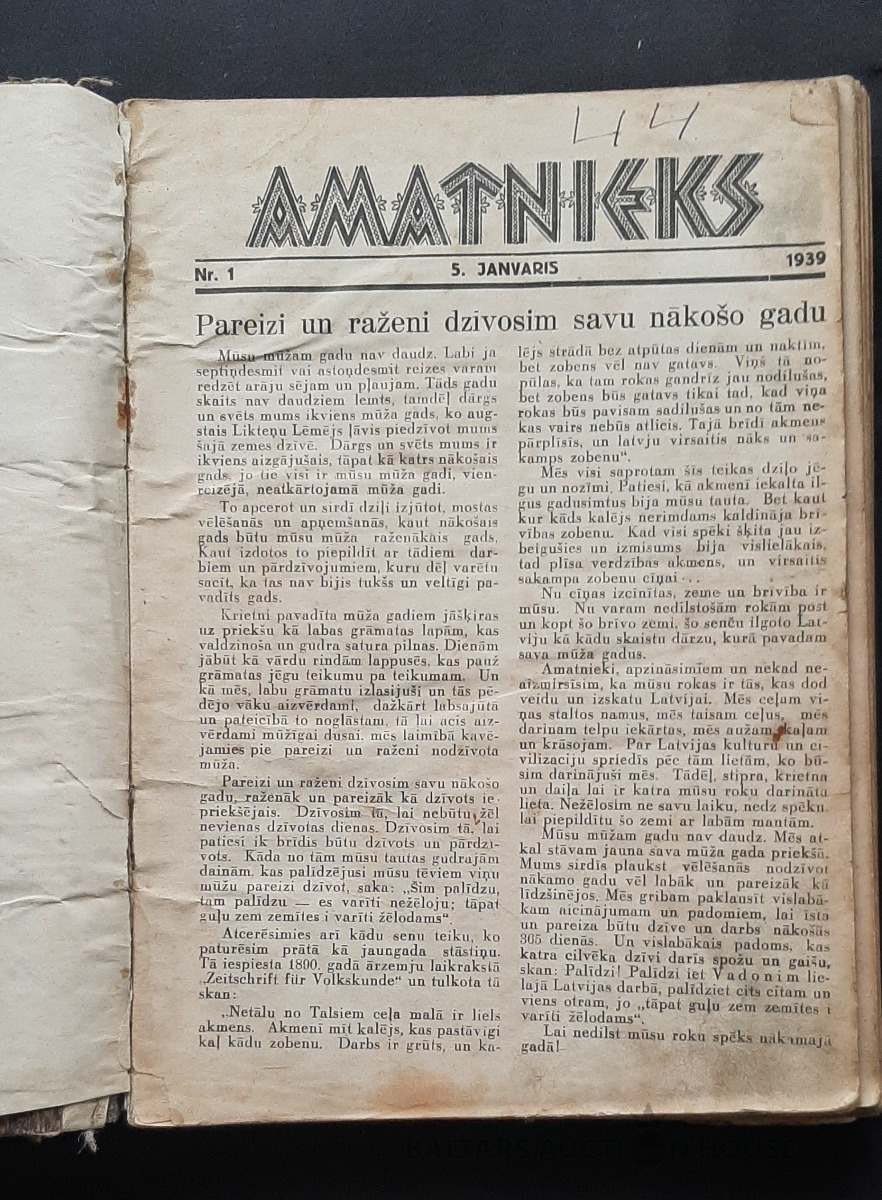 44
AMATNIEKS
Nr. 1 5. JANVARIS 1939
Pareizi un raženi dzīvosim savu nākošo gadu
Mūsu mūžam gadu nav daudz. Labi ja
septiņdesmit vai astoņdesmit reizes varam
redzēt arāju sējam un pļaujam. Tāds gadu
skaits nav daudziem lemts, tamdēļ dārgs
un svēts mums ikviens mūža gads, ko aug-
stais Likteņu Lēmējs ļāvis piedzīvot mums
šajā zemes dzīvē. Dārgs un svēts mums ir
ikviens aizgājušais, tāpat kā katrs nākošais
gads, jo tie visi ir mūsu mūža gadi, vien-
reizējā, neatkārtojamā mūža gadi.
To apcerot un sirdī dziļi izjūtot, mostas
vēlēšanās un apņemšanās, kaut nākošais
gads būtu mūsu mūža raženākais gads.
Kaut izdotos to piepildīt ar tādiem dar-
biem un pārdzīvojumiem, kuru dēļ varētu
sacīt, ka tas nav bijis tukšs un veltīgi pa-
vadīts gads.
Krietni pavadīta mūža gadiem jāšķiras
uz priekšu kā labas grāmatas lapām, kas
valdzinoša un gudra satura pilnas. Dienām
jābūt kā vārdu rindām lappusēs, kas pauž
grāmatas jēgu teikumu pa teikumam. Un
kā mēs, labu grāmatu izlasījuši un tās pē-
dējo vāku aizvērdami, dažkārt labsajūtā
un pateicībā to noglāstam, tā lai acis aiz-
vērdami mūžīgai dusai, mēs laimībā kavē-
jamies pie pareizi un raženi nodzīvota
mūža.
Pareizi un raženi dzīvosim savu nākošo
gadu, raženāk un pareizāk kā dzīvots ie-
priekšējais. Dzīvosim tā, lai nebūtu žēl
nevienas dzīvotas dienas. Dzīvosim tā, lai
patiesi ik brīdis būtu dzīvots un pārdzī-
vots. Kāda no tām mūsu tautas gudrajām
dainām, kas palīdzējusi mūsu tēviem viņu
mūžu pareizi dzīvot, saka: „Šim palīdzu,
tam palīdzu — es varīti nežēloju; tāpat
guļu zem zemītes i varīti žēlodams“.
Atcerēsimies arī kādu senu teiku, ko
paturēsim prātā kā jaungada stāstiņu.
Tā iespiesta 1890. gadā ārzemju laikrakstā
„Zeitschrift für Volkskunde“ un tulkota tā
skan:
„Netālu no Talsiem ceļa malā ir liels
akmens. Akmenī mīt kalējs, kas pastāvīgi
kaļ kādu zobenu. Darbs ir grūts, un ka-
lējs strādā bez atpūtas dienām un naktīm,
bet zobens vēl nav gatavs. Viņš tā no-
pūlas, ka tam rokas gandrīz jau nodilušas,
bet zobens būs gatavs tikai tad, kad viņa
rokas būs pavisam sadilušas un no tām ne-
kas vairs nebūs atlicis. Tajā brīdī akmens
pārplīsīs, un latvju virsaitis nāks un sa-
kamps zobenu“.
Mēs visi saprotam šīs teikas dziļo jē-
gu un nozīmi. Patiesi, kā akmenī iekalta il-
gus gadusimtus bija mūsu tauta. Bet kaut
kur kāds kalējs nerimdams kaldināja brī-
vības zobenu. Kad visi spēki šķita jau iz-
beigušies un izmisums bija vislielākais,
tad plīsa verdzības akmens, un virsaitis
sakampa zobenu cīņai . . .
Nu cīņas izcīnītas, zeme un brīvība ir
mūsu. Nu varam nedilstošām rokām post
un kopt šo brīvo zemi, šo senču ilgoto Lat-
viju kā kādu skaistu dārzu, kurā pavadam
sava mūža gadus.
Amatnieki, apzināsimiem un nekad ne-
aizmirsīsim, ka mūsu rokas ir tās, kas dod
veidu un izskatu Latvijai. Mēs ceļam vi-
ņas staltos namus, mēs taisam ceļus, mēs
darinam telpu iekārtas, mēs aužam, kaļam
un krāsojam. Par Latvijas kultūru un ci-
vilizāciju spriedīs pēc tām lietām, ko bū-
sim darinājuši mēs. Tādēļ, stipra, krietna
un daiļa lai ir katra mūsu roku darināta
lieta. Nežēlosim ne savu laiku, nedz spēku,
lai piepildītu šo zemi ar labām mantām.
Mūsu mūžam gadu nav daudz. Mēs at-
kal stāvam jauna sava mūža gada priekšā.
Mums sirdīs plaukst vēlēšanās nodzīvot
nākamo gadu vēl labāk un pareizāk kā
līdzšinējos. Mēs gribam paklausīt vislabā-
kam aicinājumam un padomiem, lai īsta
un pareiza būtu dzīve un darbs nākošās
365 dienās. Un vislabākais padoms, kas
katra cilvēka dzīvi darīs spožu un gaišu,
skan: Palīdzi! Palīdzi iet Vadonim lie-
lajā Latvijas darbā, palīdziet cits citam un
viens otram, jo „tāpat guļu zem zemītes i
varīti žēlodams“.
Lai nedilst mūsu roku spēks nākamajā
gadā!
BALTARS AUCTION HOUSE